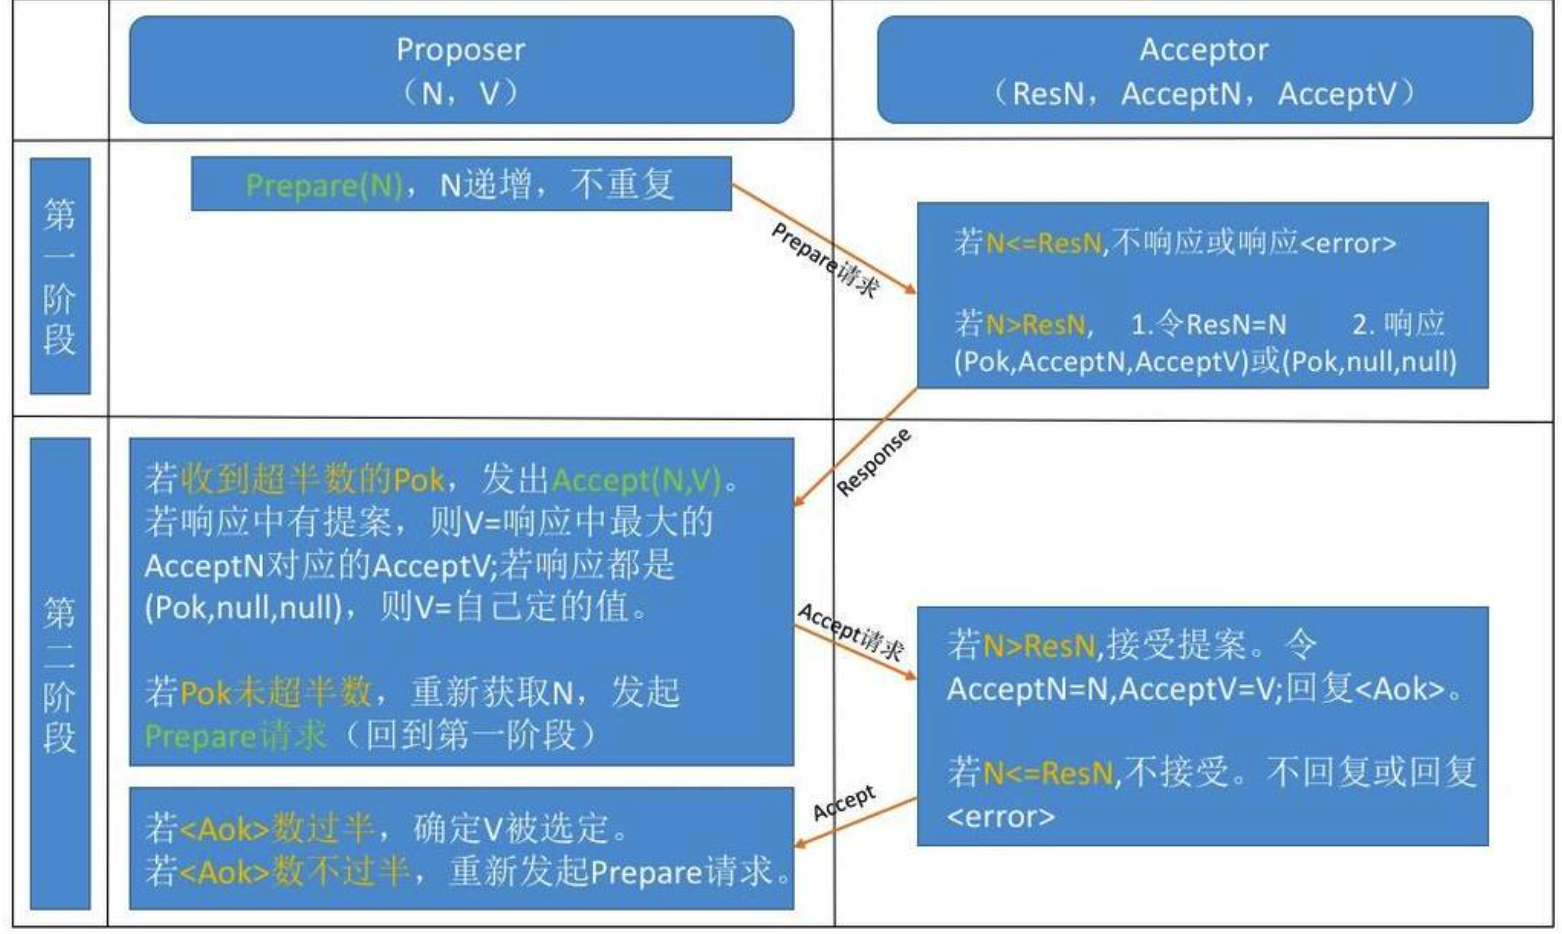 Proposer
（N，V）
Acceptor
（ResN，AcceptN，AcceptV）
第一阶段
Prepare(N)，N递增，不重复
Prepare请求
若N<=ResN,不响应或响应<error>
若N>ResN, 1.令ResN=N 2. 响应
(Pok,AcceptN,AcceptV)或(Pok,null,null)
Response
第二阶段
若收到超半数的Pok，发出Accept(N,V)。
若响应中有提案，则V=响应中最大的
AcceptN对应的AcceptV;若响应都是
(Pok,null,null)，则V=自己定的值。
若Pok未超半数，重新获取N，发起
Prepare请求（回到第一阶段）
Accept请求
若N>ResN,接受提案。令
AcceptN=N,AcceptV=V;回复<Aok>。
若N<=ResN,不接受。不回复或回复
<error>
Accept
若<Aok>数过半，确定V被选定。
若<Aok>数不过半，重新发起Prepare请求。